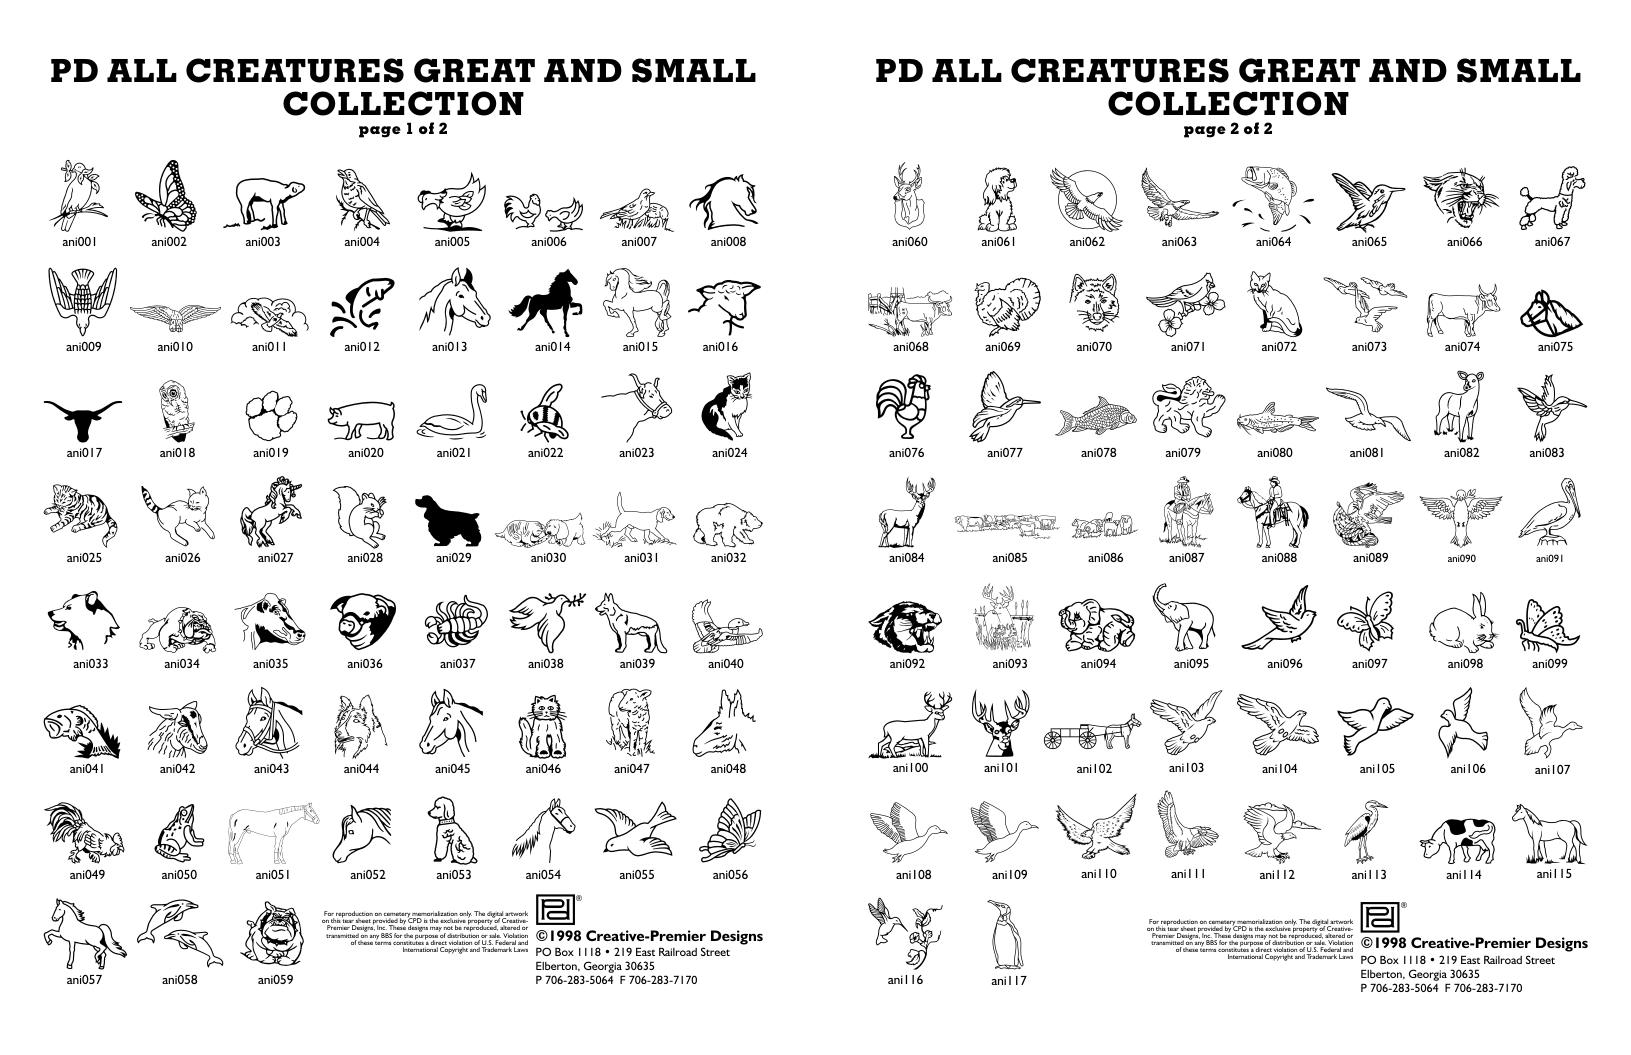 PD ALL CREATURES GREAT AND SMALL
COLLECTION
page 1 of 2
ani001 ani002 ani003 ani004 ani005 ani006 ani007 ani008
ani009 ani010 ani011 ani012 ani013 ani014 ani015 ani016
ani017 ani018 ani019 ani020 ani021 ani022 ani023 ani024
ani025 ani026 ani027 ani028 ani029 ani030 ani031 ani032
ani033 ani034 ani035 ani036 ani037 ani038 ani039 ani040
ani041 ani042 ani043 ani044 ani045 ani046 ani047 ani048
ani049 ani050 ani051 ani052 ani053 ani054 ani055 ani056
ani057 ani058 ani059
For reproduction on cemetery memorialization only. The digital artwork
on this tear sheet provided by CPD is the exclusive property of Creative-
Premier Designs, Inc. These designs may not be reproduced, altered or
transmitted on any BBS for the purpose of distribution or sale. Violation
of these terms constitutes a direct violation of U.S. Federal and
International Copyright and Trademark Laws
®
©1998 Creative-Premier Designs
PO Box 1118 • 219 East Railroad Street
Elberton, Georgia 30635
P 706-283-5064 F 706-283-7170
PD ALL CREATURES GREAT AND SMALL
COLLECTION
page 2 of 2
ani060 ani061 ani062 ani063 ani064 ani065 ani066 ani067
ani068 ani069 ani070 ani071 ani072 ani073 ani074 ani075
ani076 ani077 ani078 ani079 ani080 ani081 ani082 ani083
ani084 ani085 ani086 ani087 ani088 ani089 ani090 ani091
ani092 ani093 ani094 ani095 ani096 ani097 ani098 ani099
ani100 ani101 ani102 ani103 ani104 ani105 ani106 ani107
ani108 ani109 ani110 ani111 ani112 ani113 ani114 ani115
ani116 ani117
For reproduction on cemetery memorialization only. The digital artwork
on this tear sheet provided by CPD is the exclusive property of Creative-
Premier Designs, Inc. These designs may not be reproduced, altered or
transmitted on any BBS for the purpose of distribution or sale. Violation
of these terms constitutes a direct violation of U.S. Federal and
International Copyright and Trademark Laws
®
©1998 Creative-Premier Designs
PO Box 1118 • 219 East Railroad Street
Elberton, Georgia 30635
P 706-283-5064 F 706-283-7170